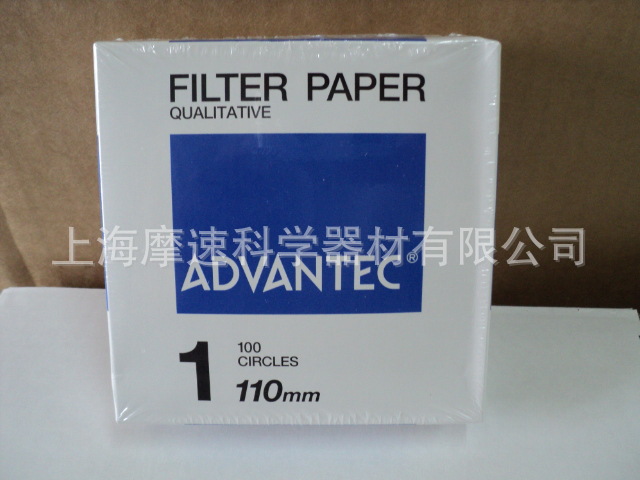 FILTER PAPER
QUALITATIVE
上海摩速科学器材有限公司
ADVANTEC®
1
100
CIRCLES
110mm